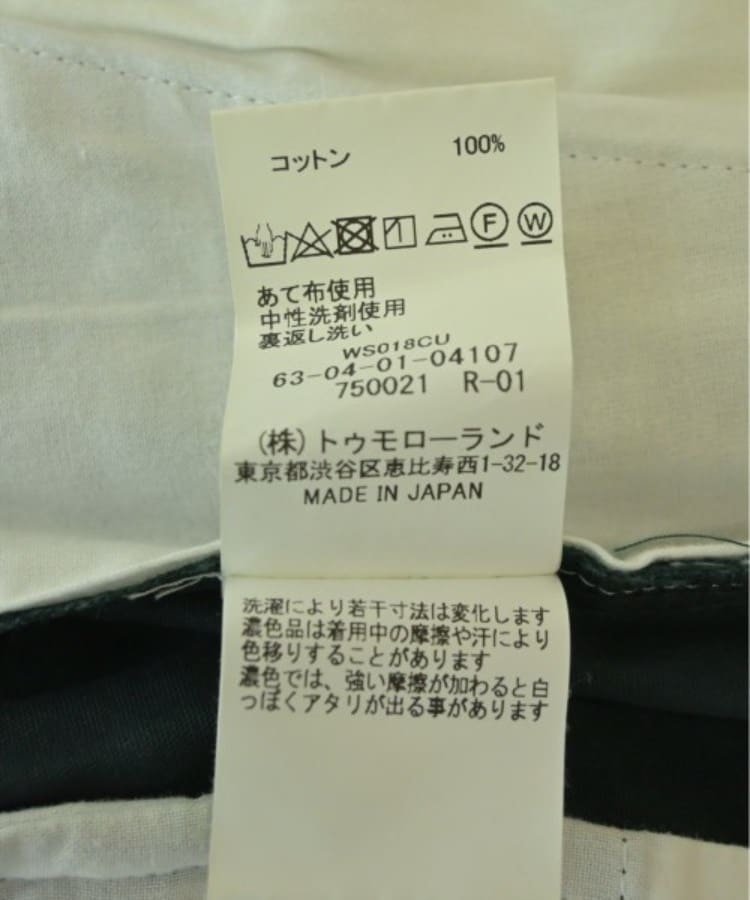 コットン 100%
F W
あて布使用
中性洗剤使用
裏返し洗い
WS018CU
63-04-01-04107
750021 R-01
(株)トゥモローランド
東京都渋谷区恵比寿西1-32-18
MADE IN JAPAN
洗濯により若干寸法は変化します
濃色品は着用中の摩擦や汗により
色移りすることがあります
濃色では、強い摩擦が加わると白
っぽくアタリが出る事があります